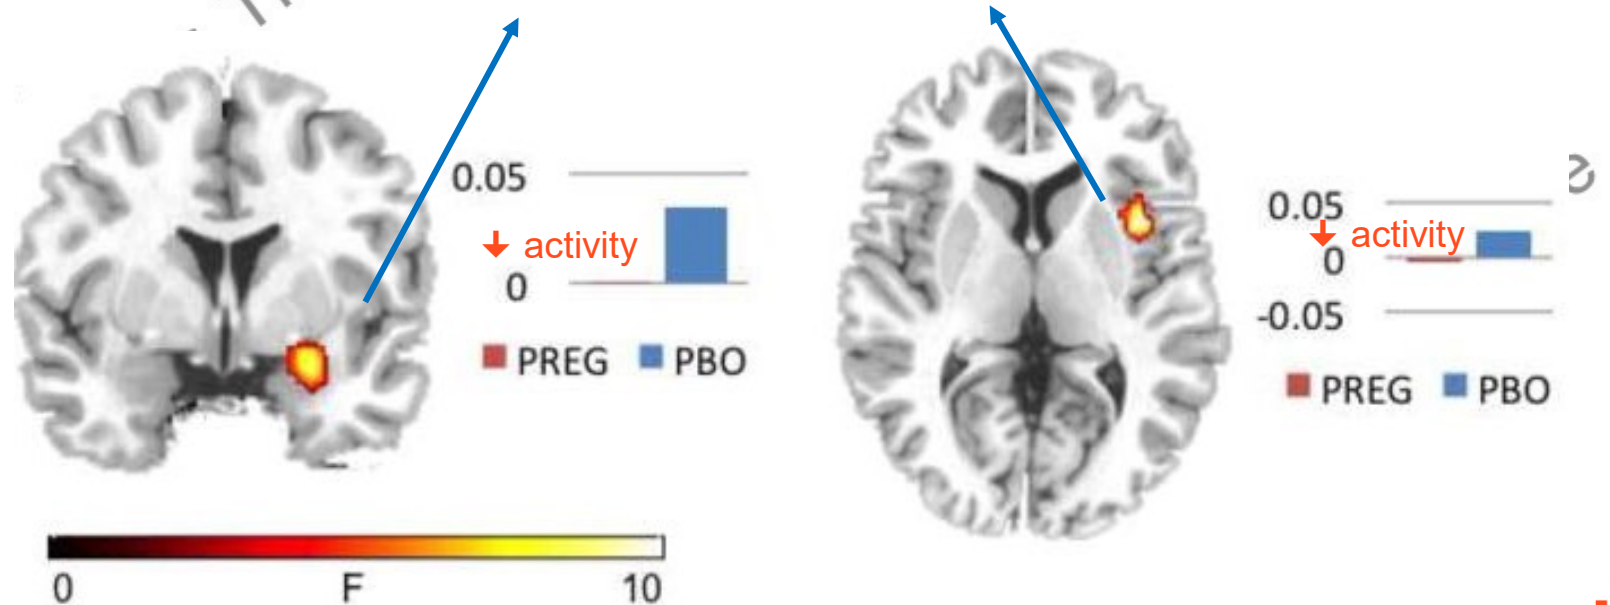 0.05
↓ activity
0
PREG PBO
0 F 10
0.05
↓ activity
0
-0.05
PREG PBO
e